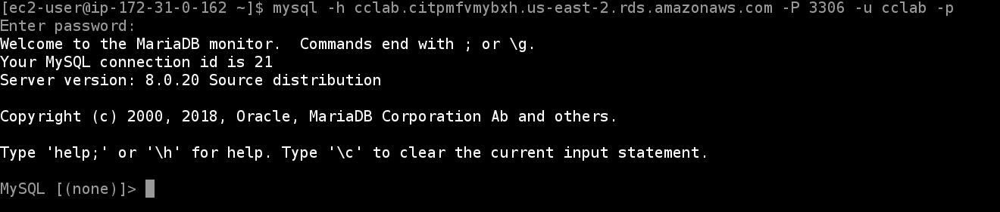 [ec2-user@ip-172-31-0-162 ~]$ mysql -h cclab.citpmfvmybxh.us-east-2.rds.amazonaws.com -P 3306 -u cclab -p
Enter password:
Welcome to the MariaDB monitor.  Commands end with ; or \g.
Your MySQL connection id is 21
Server version: 8.0.20 Source distribution
Copyright (c) 2000, 2018, Oracle, MariaDB Corporation Ab and others.
Type 'help;' or '\h' for help. Type '\c' to clear the current input statement.
MySQL [(none)]>